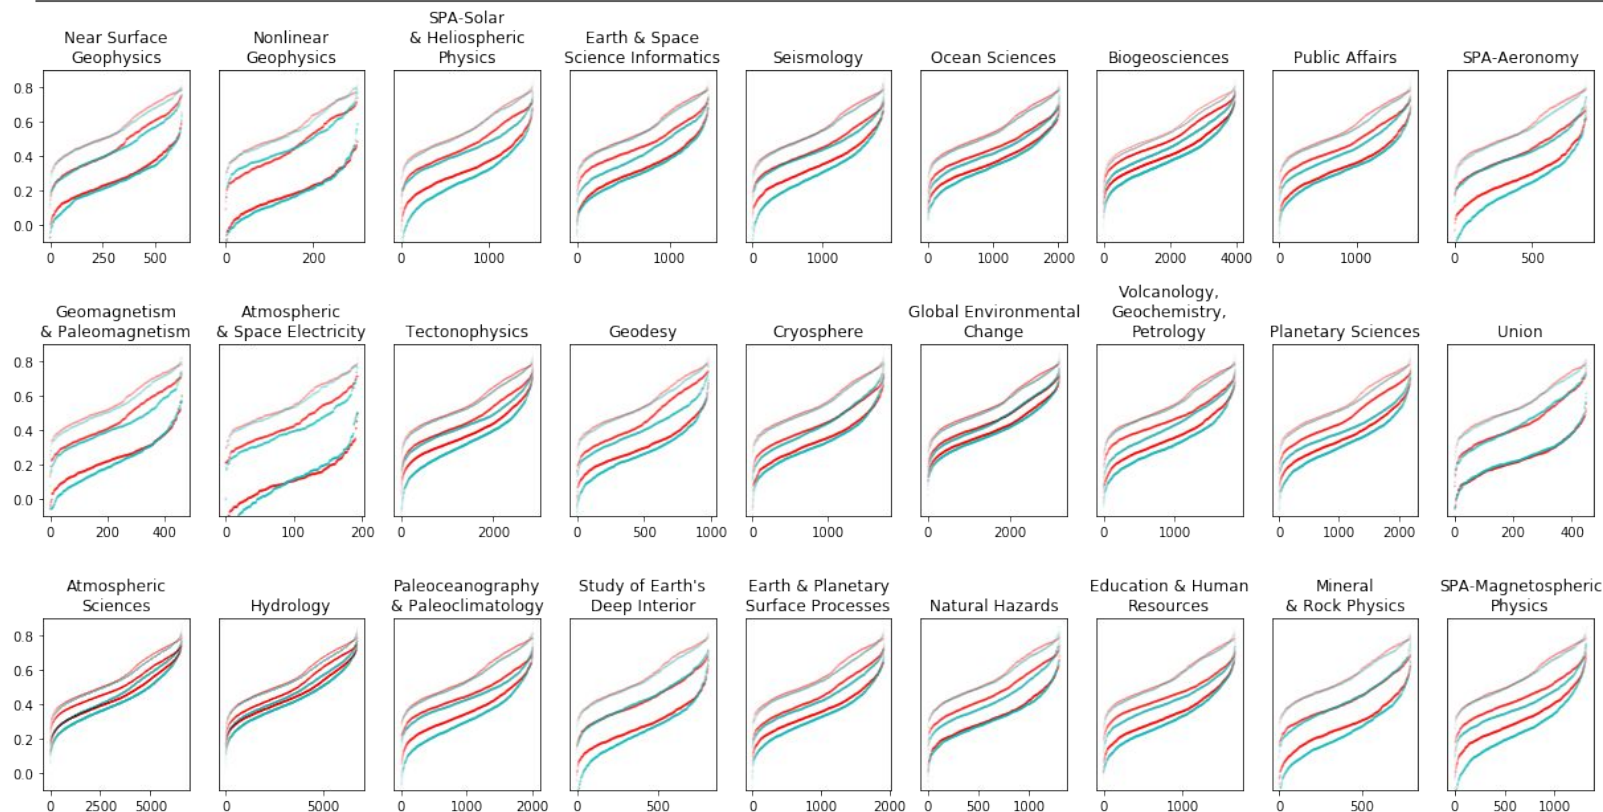 SPA-Solar
Near Surface Nonlinear & Heliospheric Earth & Space
Geophysics Geophysics Physics Science Informatics Seismology Ocean Sciences Biogeosciences Public Affairs SPA-Aeronomy
0.8
0.6
0.4
0.2
0.0
0 250 500 0 200 0 1000 0 1000 0 1000 0 1000 2000 0 2000 4000 0 1000 0 500
Volcanology,
Geomagnetism Atmospheric Global Environmental Geochemistry,
& Paleomagnetism & Space Electricity Tectonophysics Geodesy Cryosphere Change Petrology Planetary Sciences Union
0.8
0.6
0.4
0.2
0.0
0 200 400 0 100 200 0 2000 0 500 1000 0 1000 0 2000 0 1000 0 1000 2000 0 200 400
Atmospheric Paleoceanography Study of Earth's Earth & Planetary Education & Human Mineral SPA-Magnetospheric
Sciences Hydrology & Paleoclimatology Deep Interior Surface Processes Natural Hazards Resources & Rock Physics Physics
0.8
0.6
0.4
0.2
0.0
0 2500 5000 0 5000 0 1000 2000 0 500 0 1000 2000 0 500 1000 0 1000 0 500 0 500 1000